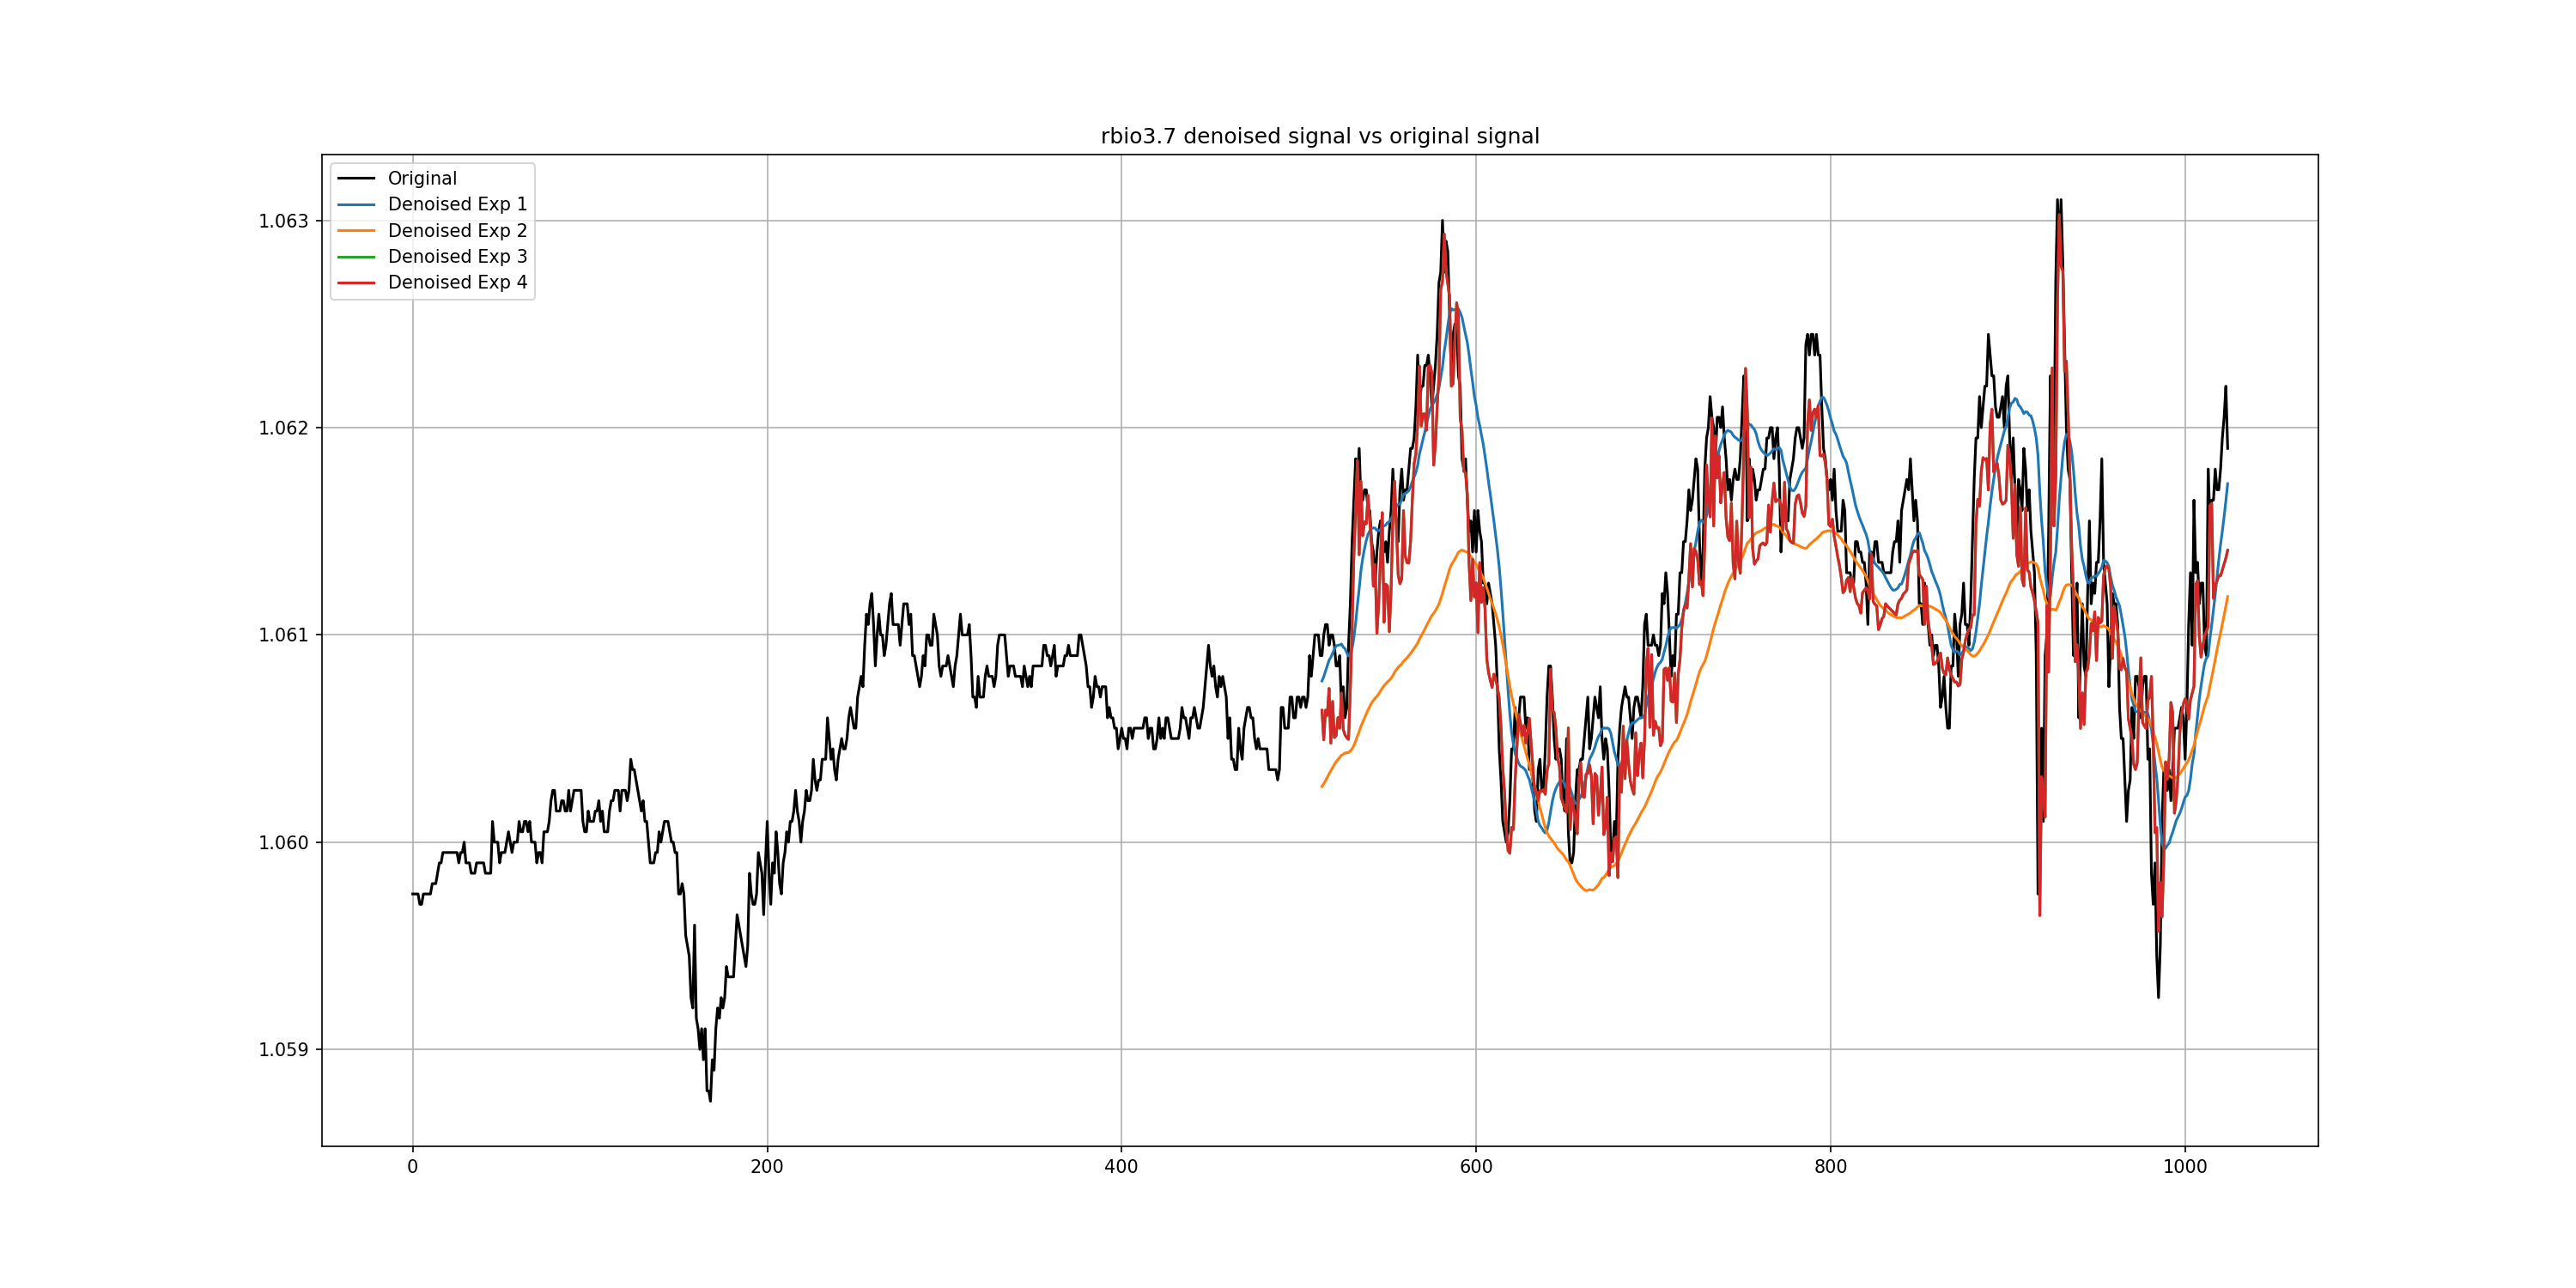 rbio3.7 denoised signal vs original signal
Original
Denoised Exp 1
Denoised Exp 2
Denoised Exp 3
Denoised Exp 4
1.063
1.062
1.061
1.060
1.059
0 200 400 600 800 1000